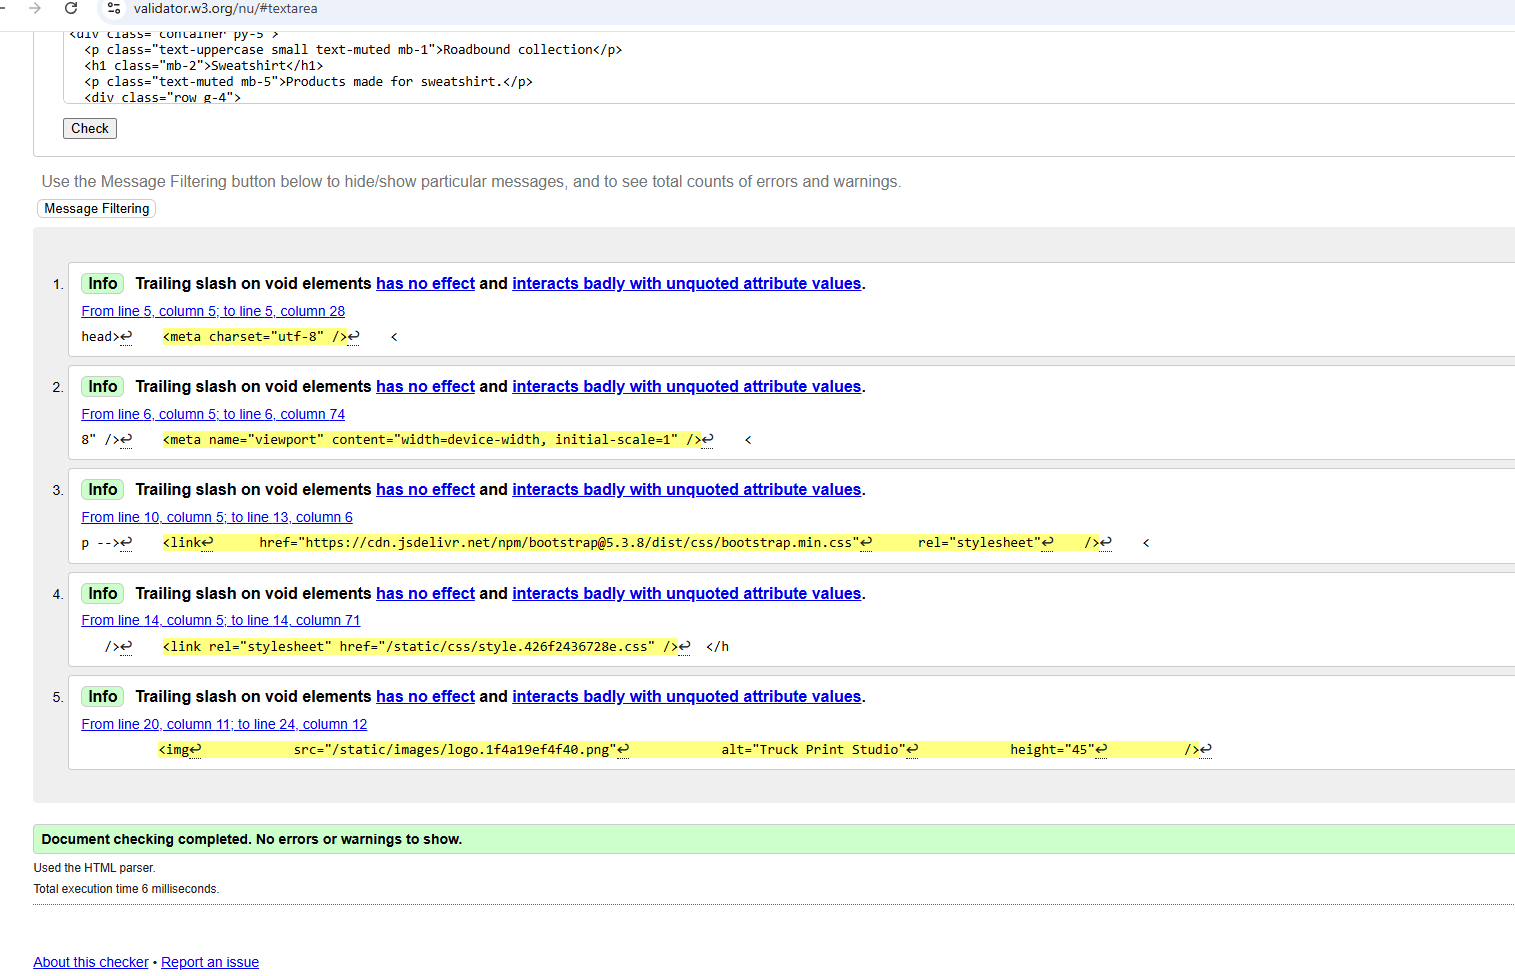 validator.w3.org/nu/#textarea
<div class="container py-5">
<p class="text-uppercase small text-muted mb-1">Roadbound collection</p>
<h1 class="mb-2">Sweatshirt</h1>
<p class="text-muted mb-5">Products made for sweatshirt.</p>
<div class="row g-4">
Check
Use the Message Filtering button below to hide/show particular messages, and to see total counts of errors and warnings.
Message Filtering
1. Info Trailing slash on void elements has no effect and interacts badly with unquoted attribute values.
From line 5, column 5; to line 5, column 28
head>↩ <meta charset="utf-8" />↩ <
2. Info Trailing slash on void elements has no effect and interacts badly with unquoted attribute values.
From line 6, column 5; to line 6, column 74
8" />↩ <meta name="viewport" content="width=device-width, initial-scale=1" />↩ <
3. Info Trailing slash on void elements has no effect and interacts badly with unquoted attribute values.
From line 10, column 5; to line 13, column 6
p -->↩ <link↩ href="https://cdn.jsdelivr.net/npm/bootstrap@5.3.8/dist/css/bootstrap.min.css"↩ rel="stylesheet"↩ />↩ <
4. Info Trailing slash on void elements has no effect and interacts badly with unquoted attribute values.
From line 14, column 5; to line 14, column 71
/>↩ <link rel="stylesheet" href="/static/css/style.426f2436728e.css" />↩ </h
5. Info Trailing slash on void elements has no effect and interacts badly with unquoted attribute values.
From line 20, column 11; to line 24, column 12
<img↩ src="/static/images/logo.1f4a19ef4f40.png"↩ alt="Truck Print Studio"↩ height="45"↩ />↩
Document checking completed. No errors or warnings to show.
Used the HTML parser.
Total execution time 6 milliseconds.
About this checker • Report an issue